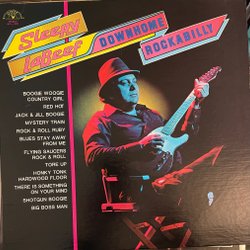 Sleepy
LaBeef
DOWNHOME
ROCKABILLY
BOOGIE WOOGIE
COUNTRY GIRL
RED HOT
JACK & JILL BOOGIE
MYSTERY TRAIN
ROCK & ROLL RUBY
BLUES STAY AWAY
FROM ME
FLYING SAUCERS
ROCK & ROLL
TORE UP
HONKY TONK
HARDWOOD FLOOR
THERE IS SOMETHING
ON YOUR MIND
SHOTGUN BOOGIE
BIG BOSS MAN